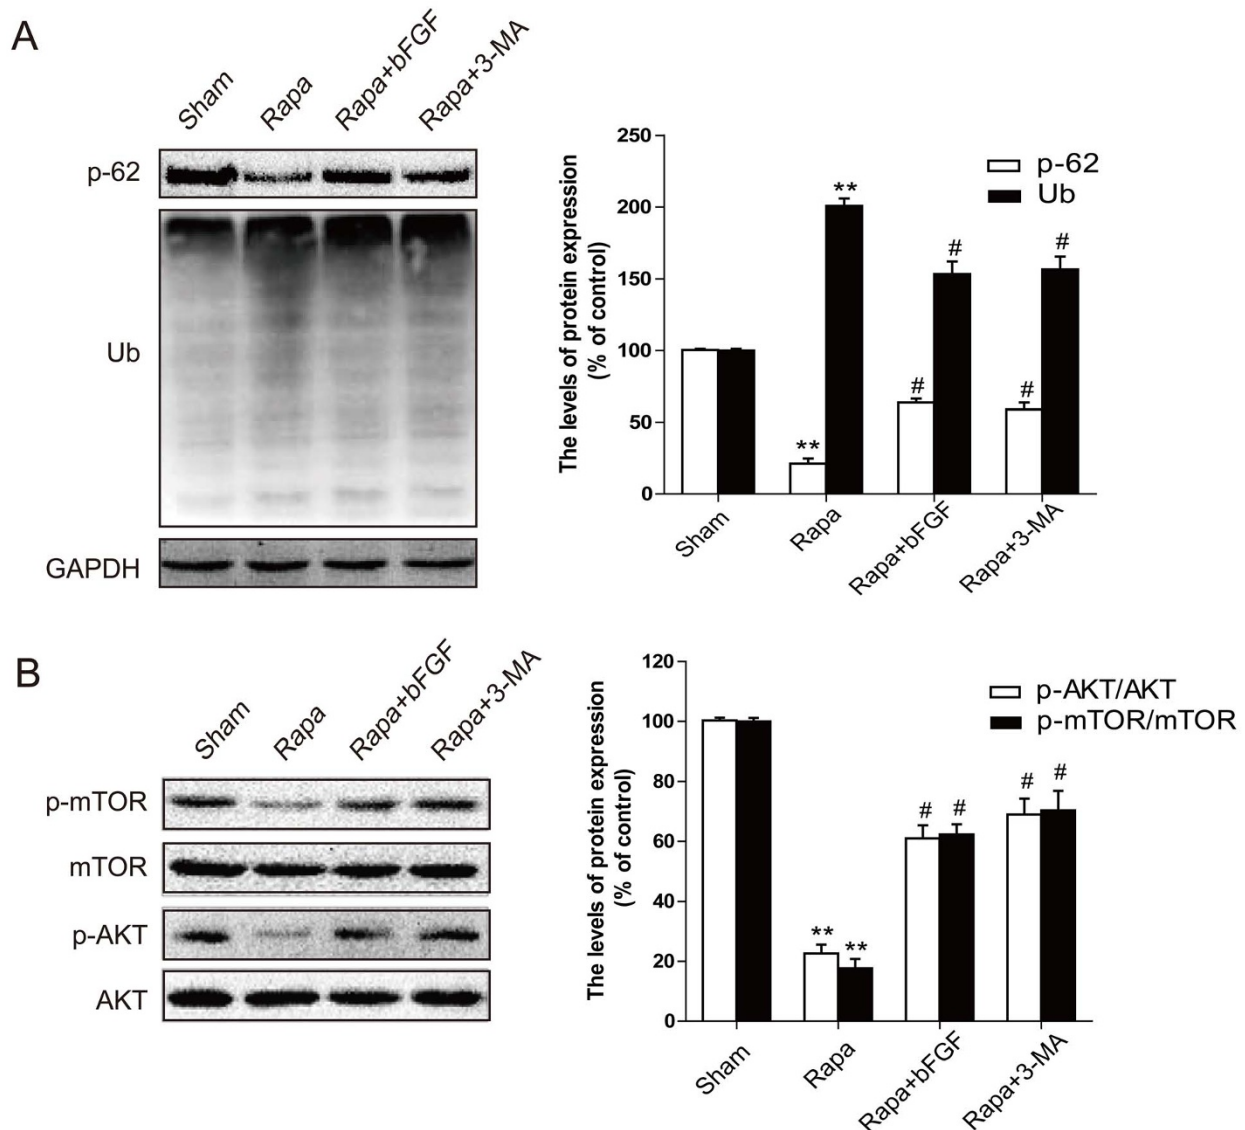 A
Sham
Rapa
Rapa+bFGF
Rapa+3-MA
p-62
Ub
GAPDH
The levels of protein expression
(% of control)
250
200
150
100
50
0
p-62
Ub
**
**
#
#
#
#
Sham
Rapa
Rapa+bFGF
Rapa+3-MA
B
Sham
Rapa
Rapa+bFGF
Rapa+3-MA
p-mTOR
mTOR
p-AKT
AKT
The levels of protein expression
(% of control)
120
100
80
60
40
20
0
p-AKT/AKT
p-mTOR/mTOR
**
**
#
#
#
#
Sham
Rapa
Rapa+bFGF
Rapa+3-MA